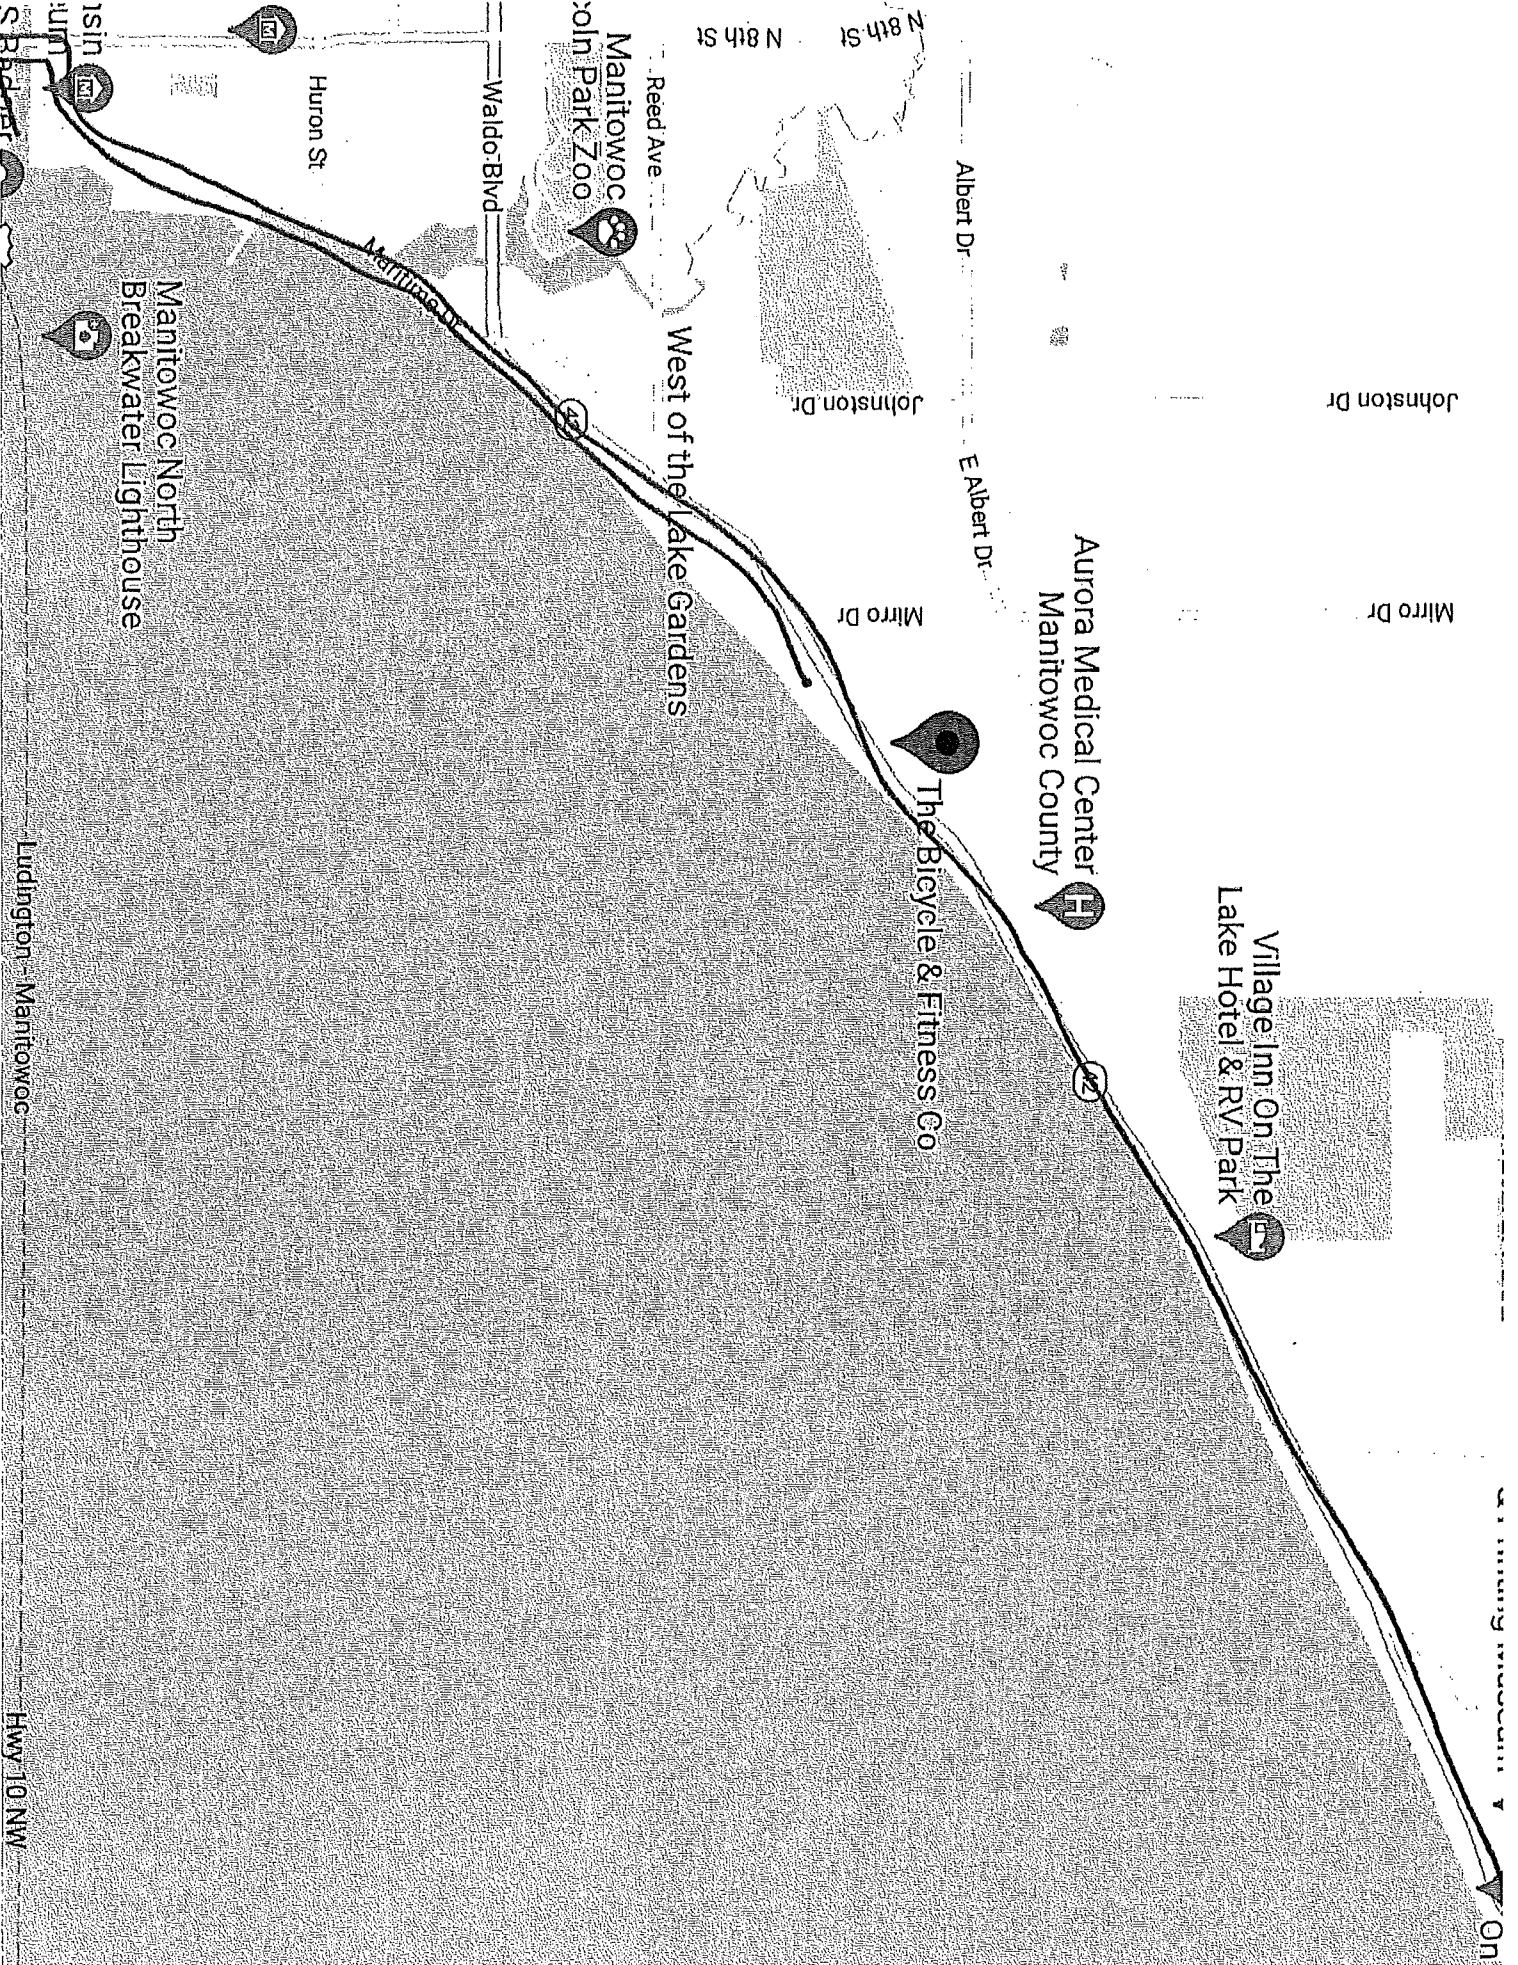 On
Village Inn On The
Lake Hotel & RV Park
Johnston Dr
Mirro Dr
Aurora Medical Center
Manitowoc County
42
E Albert Dr
Albert Dr
N 8th St
N 8th St
Johnston Dr
Mirro Dr
The Bicycle & Fitness Co
West of the Lake Gardens
Reed Ave
Manitowoc
coln Park Zoo
42
Waldo Blvd
Maritime Dr
Huron St
M
H
Manitowoc North
Breakwater Lighthouse
M
Ludington - Manitowoc
Hwy 10 NW